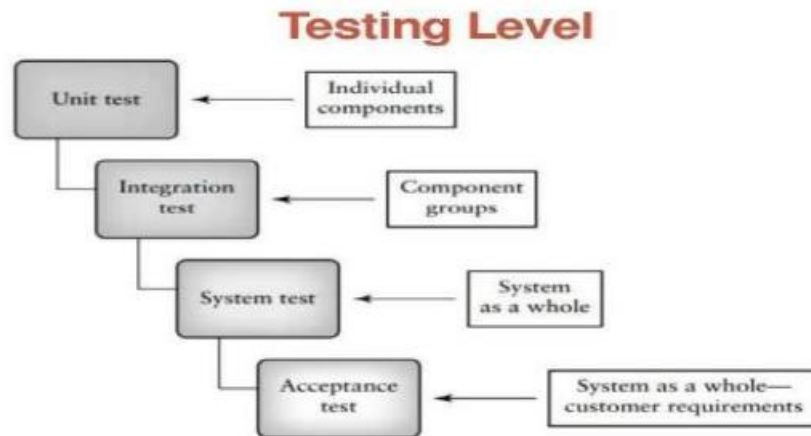 Testing Level
Unit test
Individual
components
Integration
test
Component
groups
System test
System
as a whole
Acceptance
test
System as a whole—
customer requirements